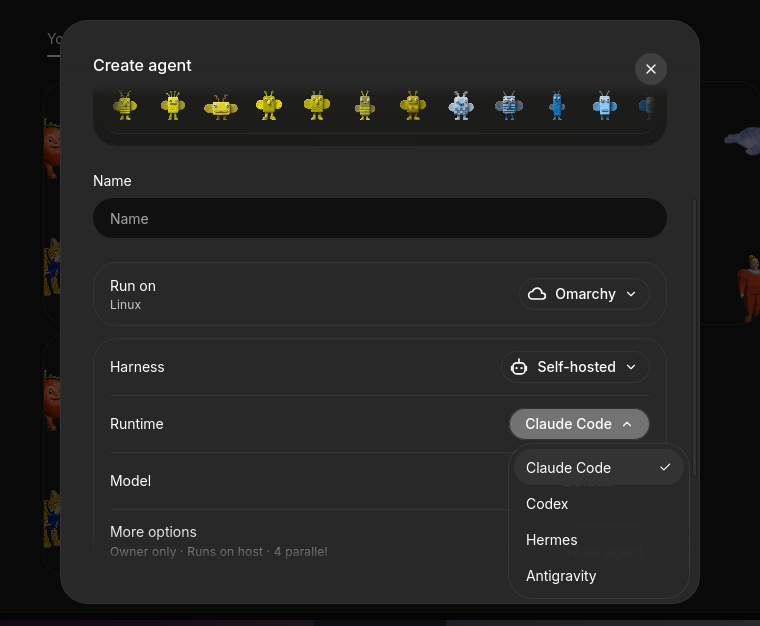 Yo
Create agent
Name
Name
Run on
Linux
Omarchy
Harness
Self-hosted
Runtime
Claude Code
Model
Claude Code
Codex
Hermes
Antigravity
More options
Owner only · Runs on host · 4 parallel